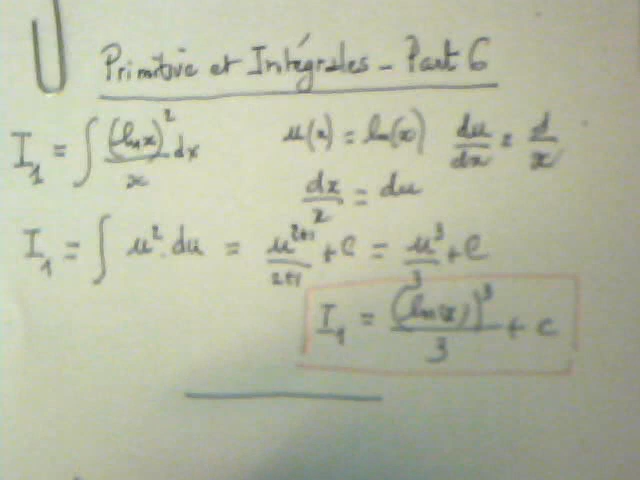 Primitive et Intégrales - Part 6
I₁ = ∫ (ln x)²/x dx u(x) = ln(x) du/dx = 1/x
dx/x = du
I₁ = ∫ u² . du = u²⁺¹/2+1 + C = u³/3 + C
I₁ = (ln(x))³/3 + c